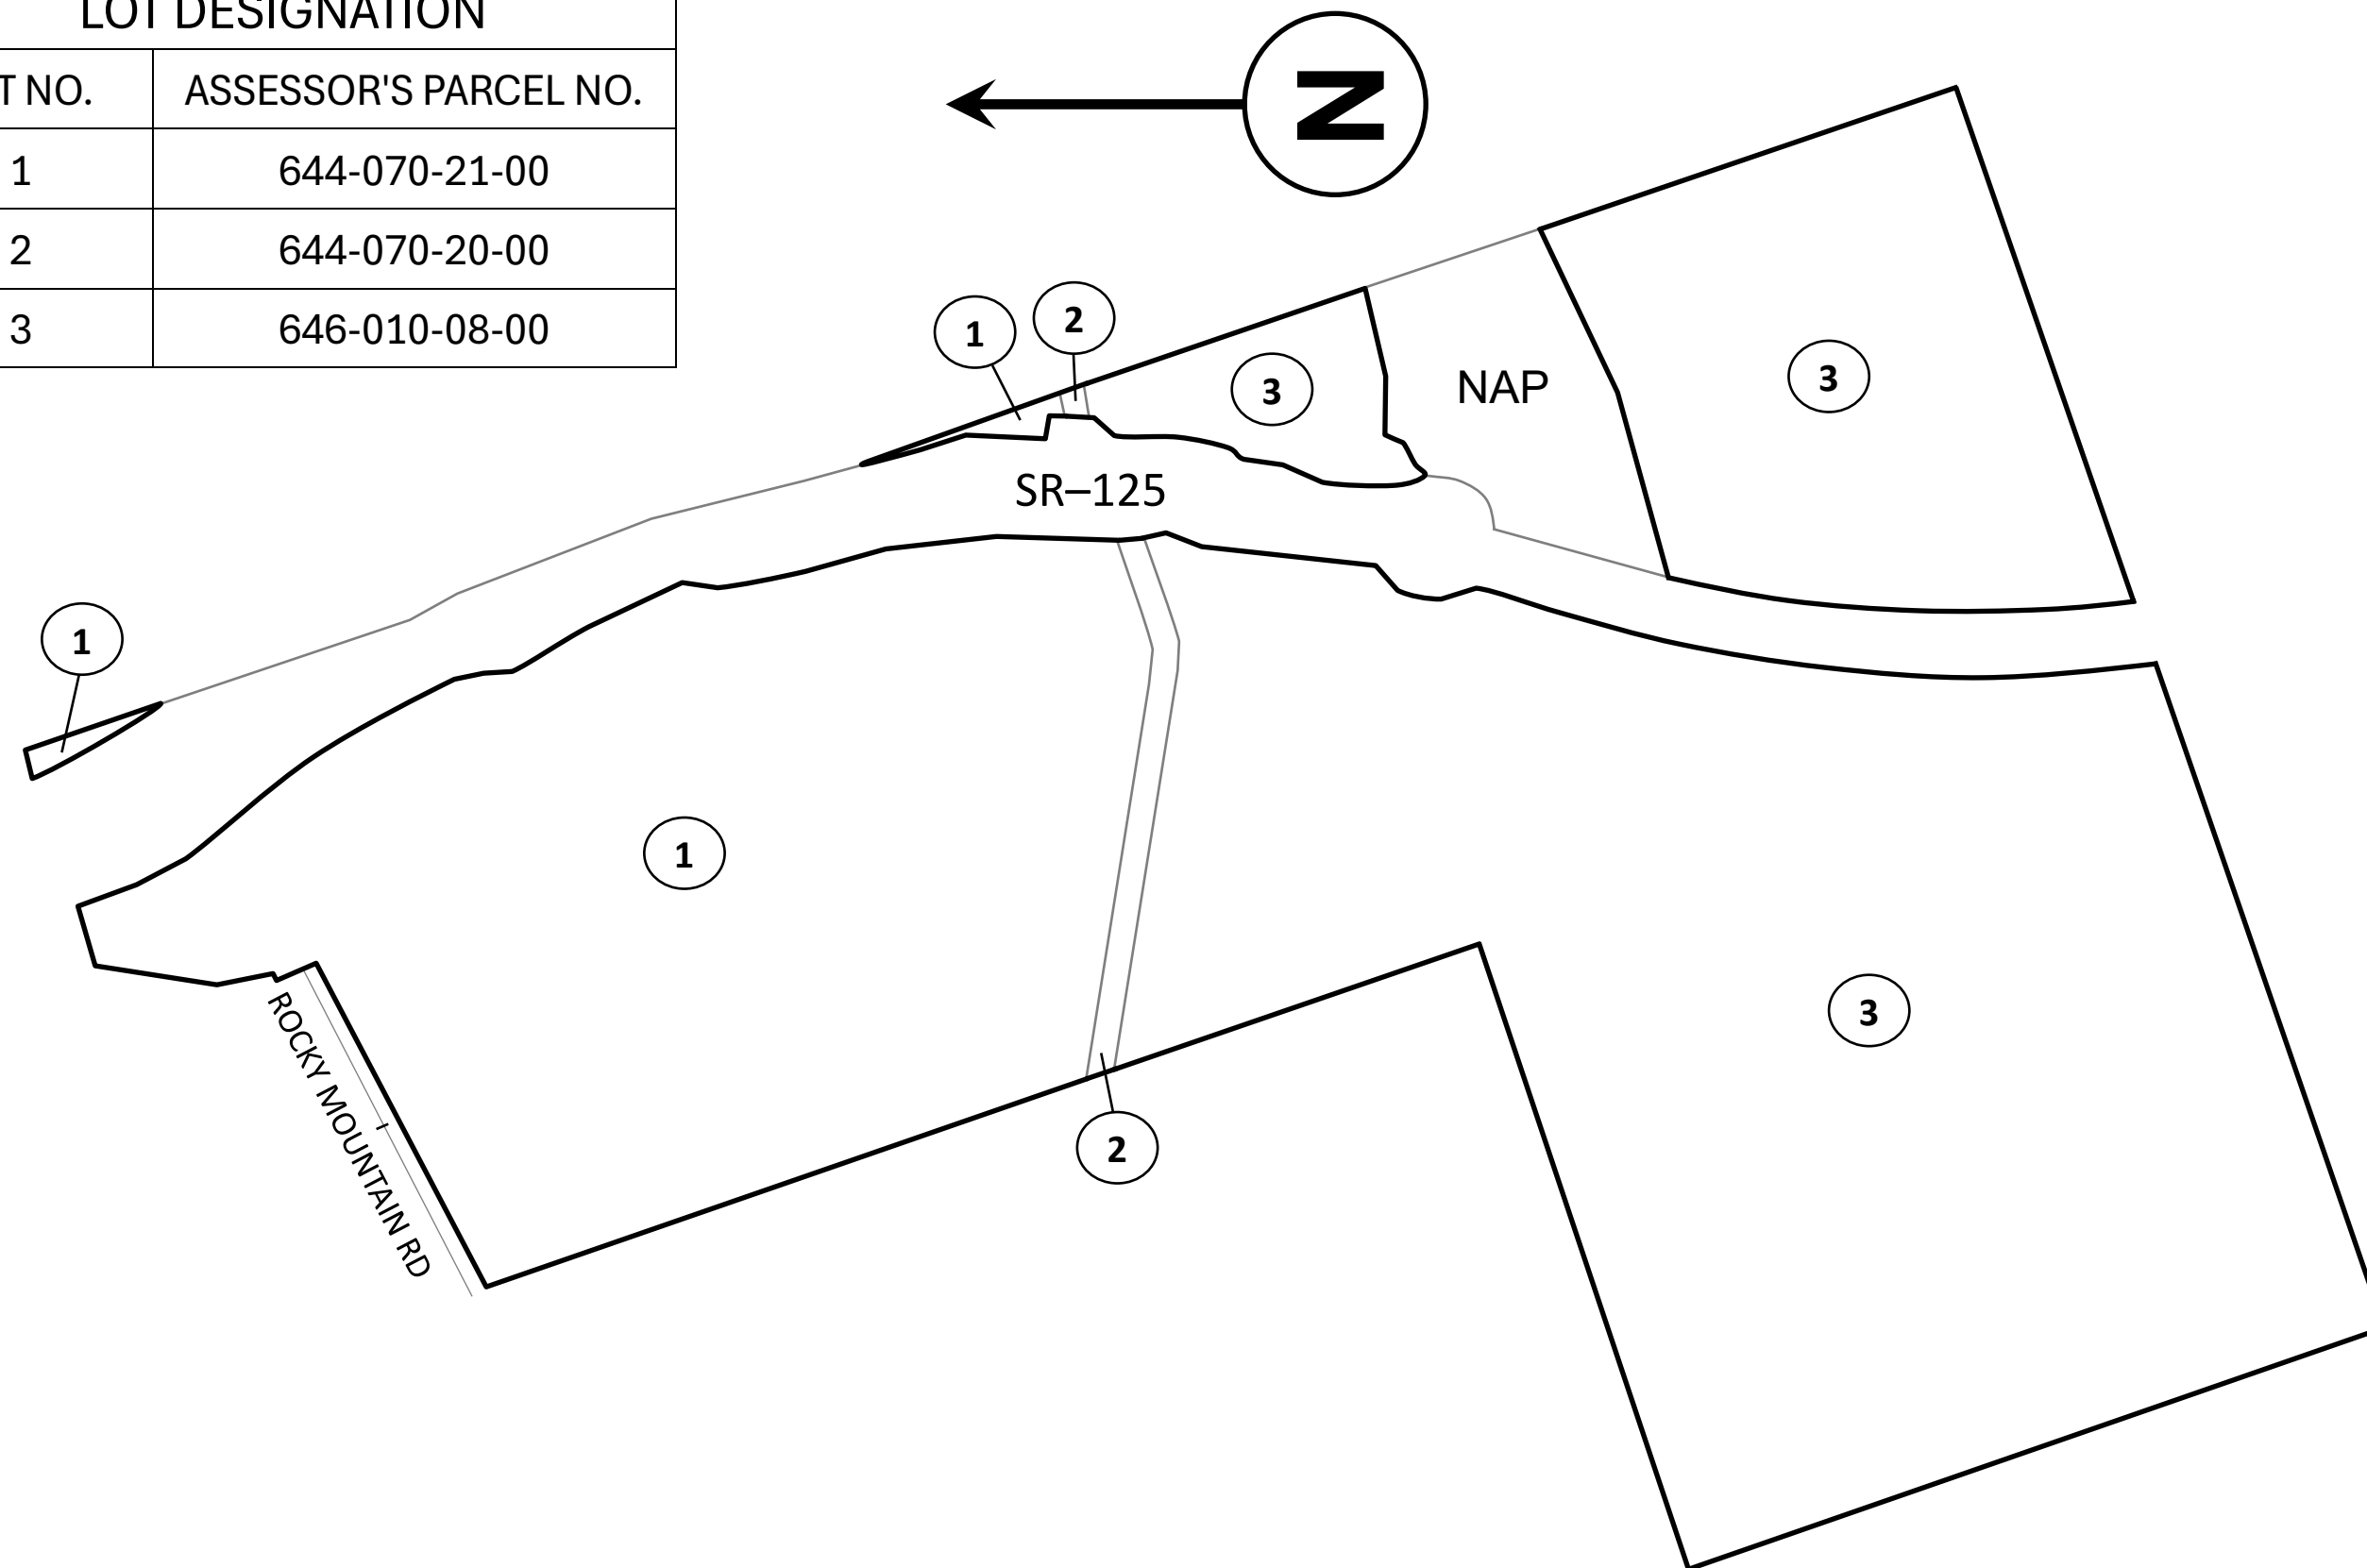 LOT DESIGNATION
T NO. ASSESSOR'S PARCEL NO.
1 644-070-21-00
2 644-070-20-00
3 646-010-08-00
N
1
2
3
NAP
3
SR–125
1
1
3
ROCKY MOUNTAIN RD
2